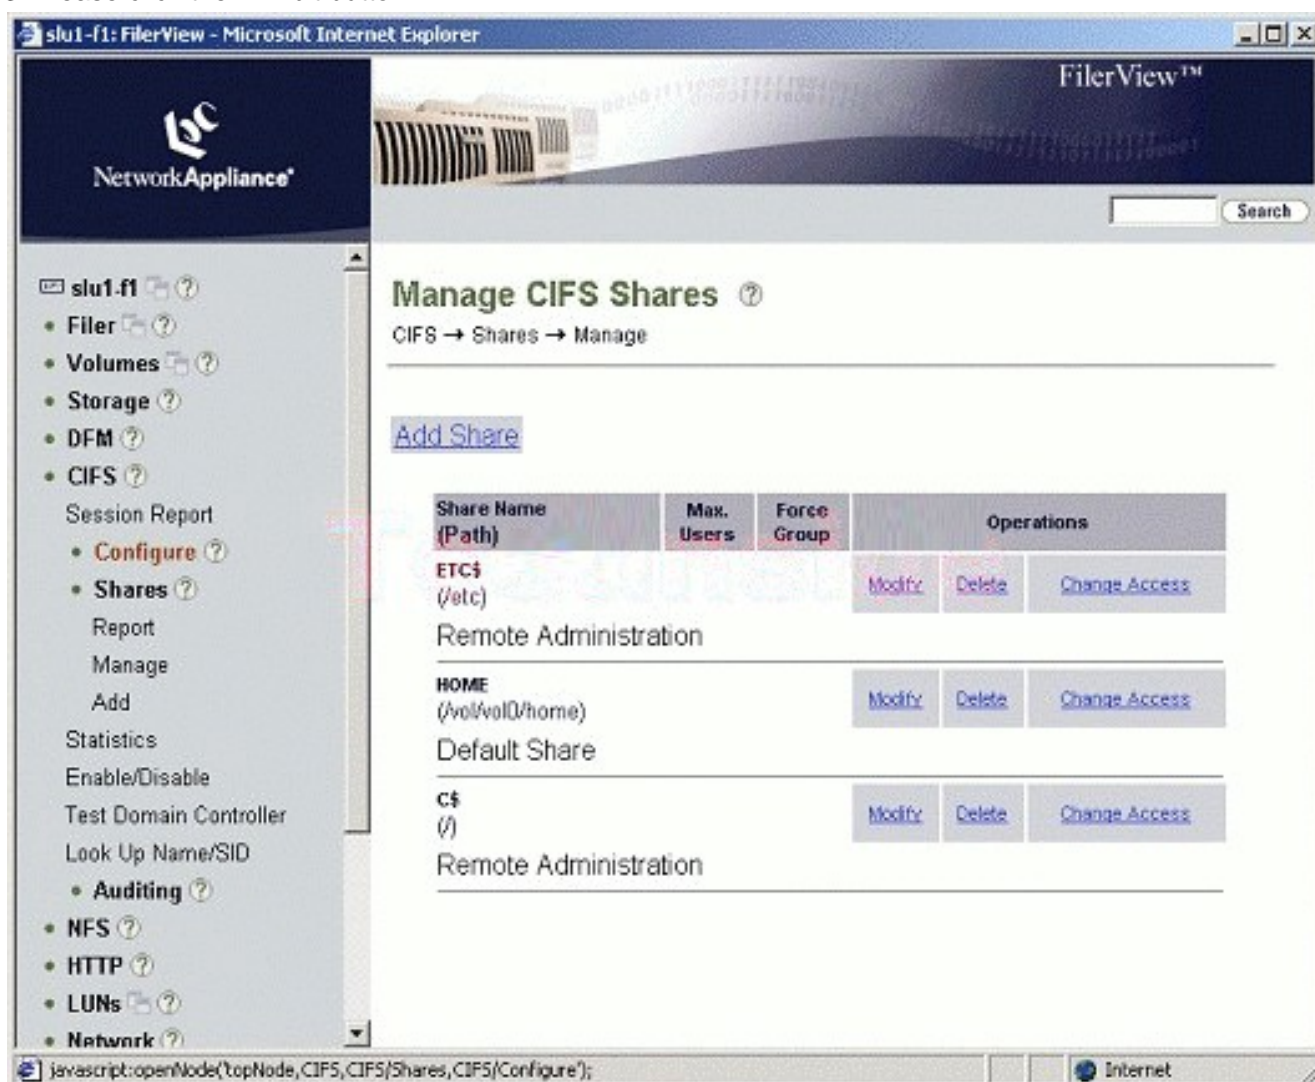 slu1-f1: FilerView - Microsoft Internet Explorer
FilerView™
NetworkAppliance®
Search
slu1-f1
Filer
Volumes
Storage
DFM
CIFS
Session Report
Configure
Shares
Report
Manage
Add
Statistics
Enable/Disable
Test Domain Controller
Look Up Name/SID
Auditing
NFS
HTTP
LUNs
Network
Manage CIFS Shares
CIFS → Shares → Manage
Add Share
Share Name (Path) Max. Users Force Group Operations
ETC$ Modify Delete Change Access
(/etc)
Remote Administration
HOME Modify Delete Change Access
(/vol/vol0/home)
Default Share
C$ Modify Delete Change Access
(/)
Remote Administration
javascript:openNode('topNode,CIFS,CIFS/Shares,CIFS/Configure');
Internet